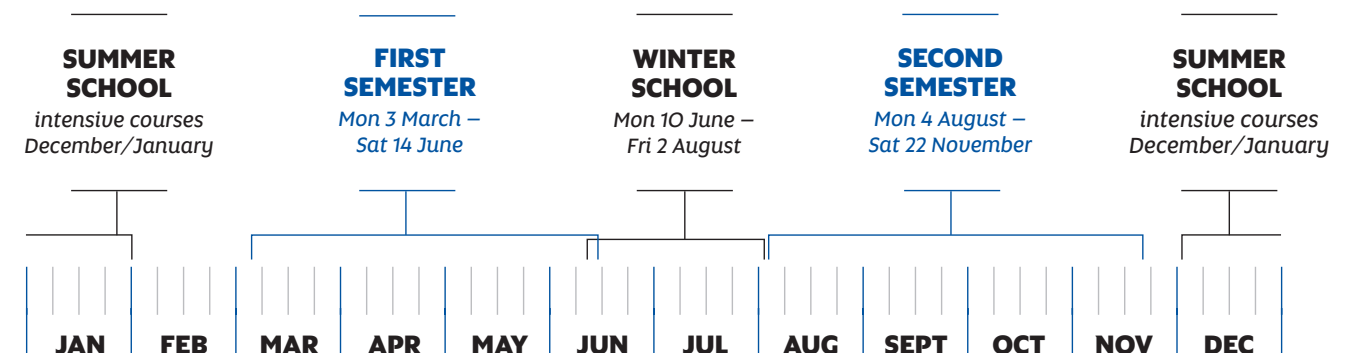 SUMMER
SCHOOL
intensive courses
December/January
FIRST
SEMESTER
Mon 3 March –
Sat 14 June
WINTER
SCHOOL
Mon 10 June –
Fri 2 August
SECOND
SEMESTER
Mon 4 August –
Sat 22 November
SUMMER
SCHOOL
intensive courses
December/January
JAN FEB MAR APR MAY JUN JUL AUG SEPT OCT NOV DEC